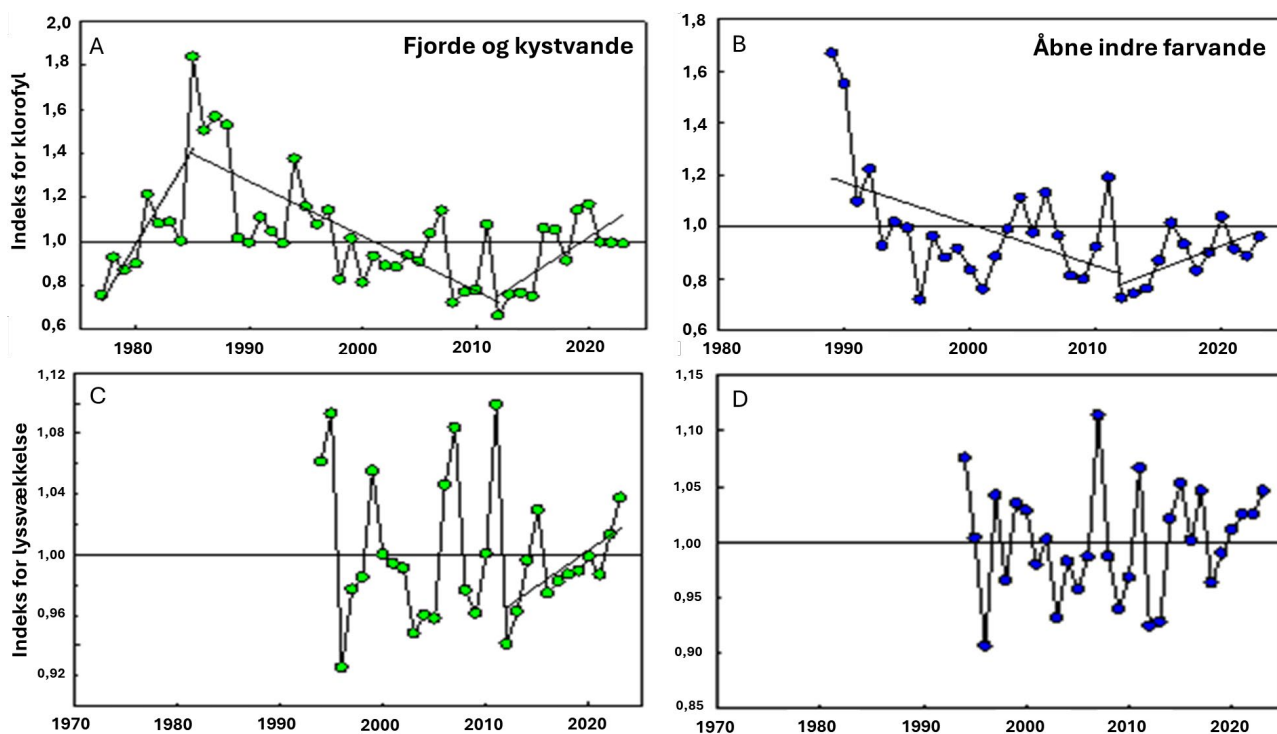 A
Fjorde og kystvande
Indeks for klorofyl
2,0
1,8
1,6
1,4
1,2
1,0
0,8
0,6
1980 1990 2000 2010 2020
B
Åbne indre farvande
1,8
1,6
1,4
1,2
1,0
0,8
0,6
1980 1990 2000 2010 2020
C
Indeks for lyssvækkelse
1,12
1,08
1,04
1,00
0,96
0,92
1970 1980 1990 2000 2010 2020
D
1,15
1,10
1,05
1,00
0,95
0,90
0,85
1970 1980 1990 2000 2010 2020